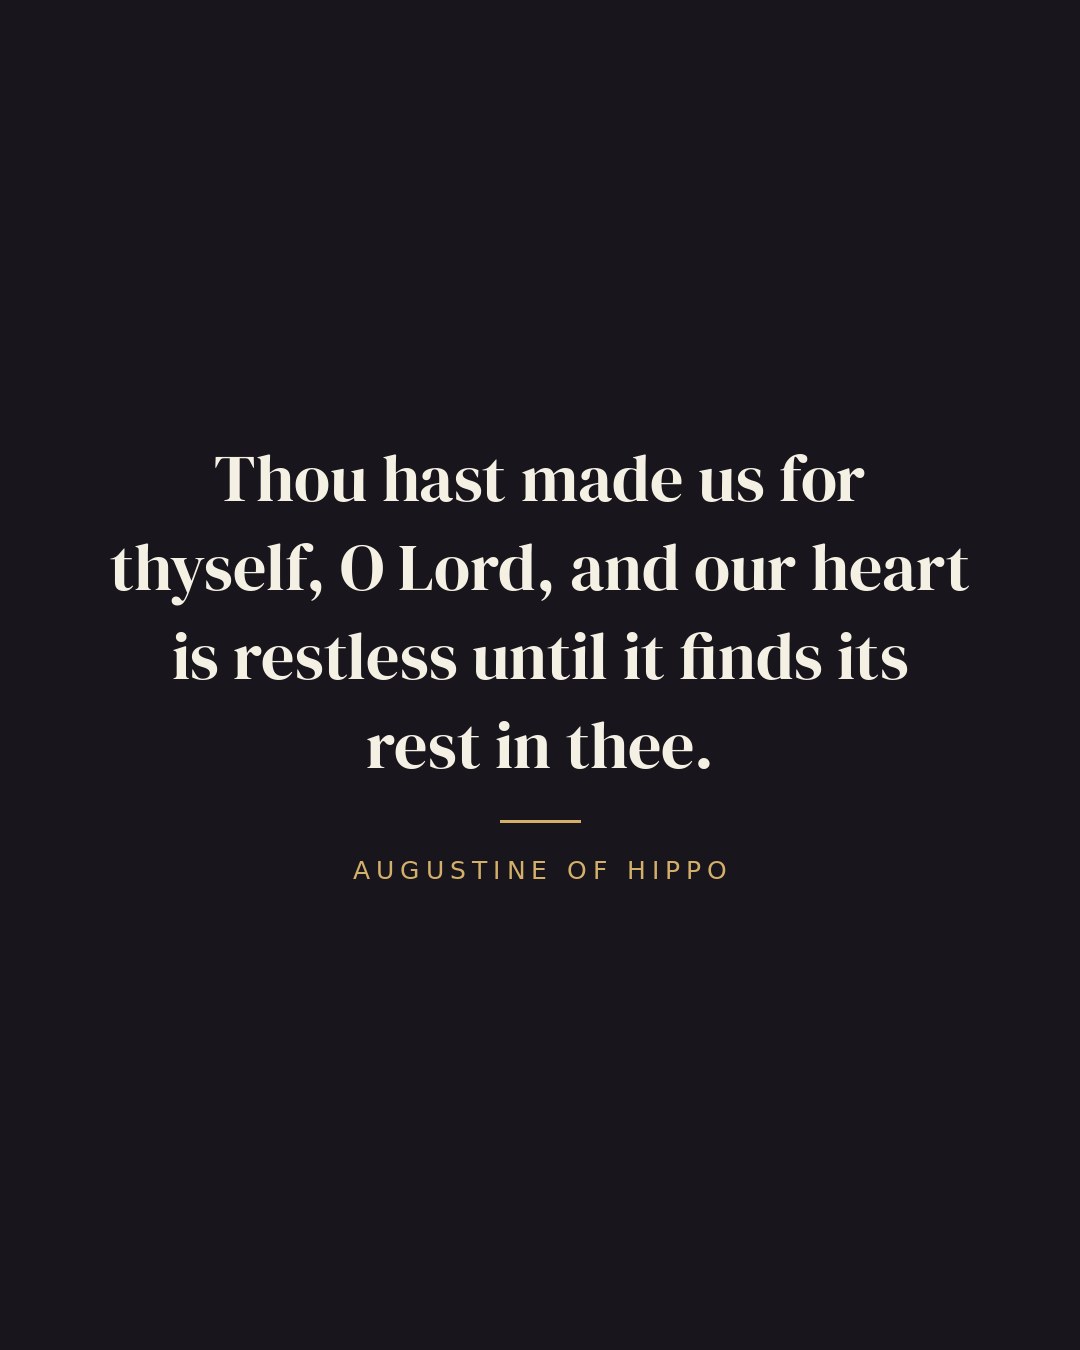 Thou hast made us for
thyself, O Lord, and our heart
is restless until it finds its
rest in thee.
AUGUSTINE OF HIPPO